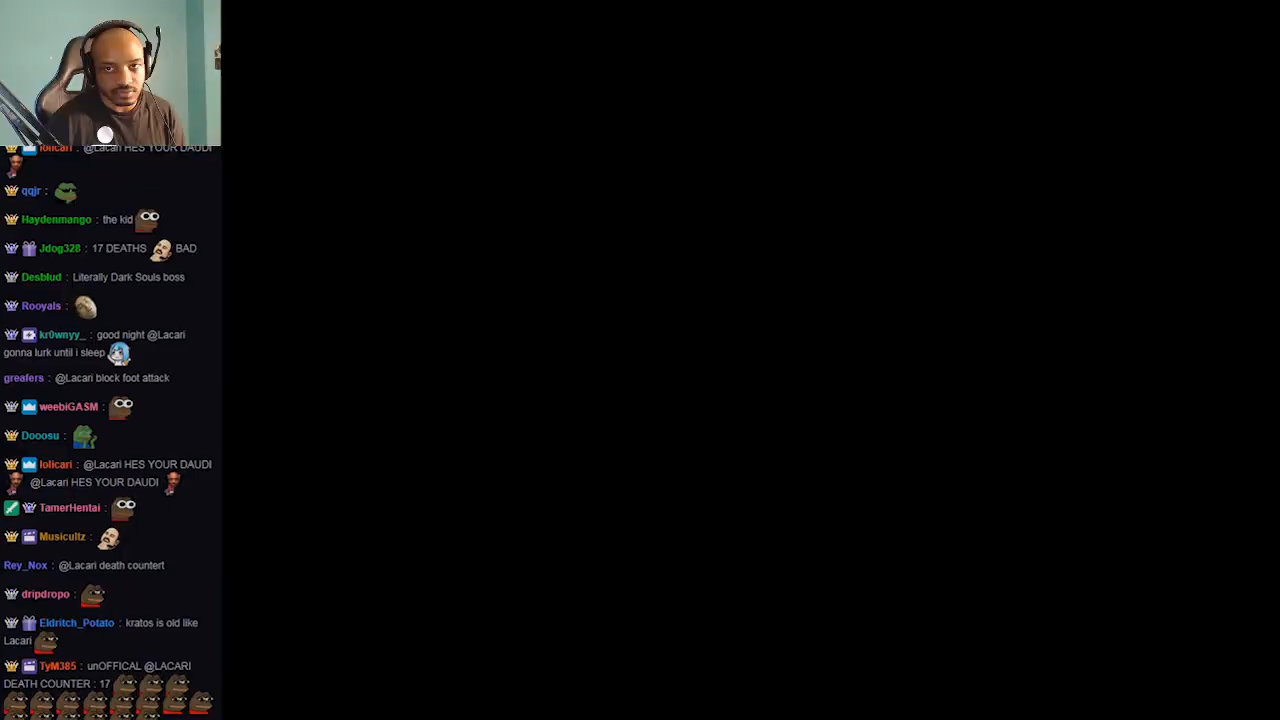 lolicari : @Lacari HES YOUR DAUDI
qqjr :
Haydenmango : the kid
Jdog328 : 17 DEATHS BAD
Desblud : Literally Dark Souls boss
Rooyals :
kr0wnyy_ : good night @Lacari
gonna lurk until i sleep
greafers : @Lacari block foot attack
weebiGASM :
Dooosu :
lolicari : @Lacari HES YOUR DAUDI
@Lacari HES YOUR DAUDI
TamerHentai :
Musicultz :
Rey_Nox : @Lacari death countert
dripdropo :
Eldritch_Potato : kratos is old like
Lacari
TyM385 : unOFFICAL @LACARI
DEATH COUNTER : 17